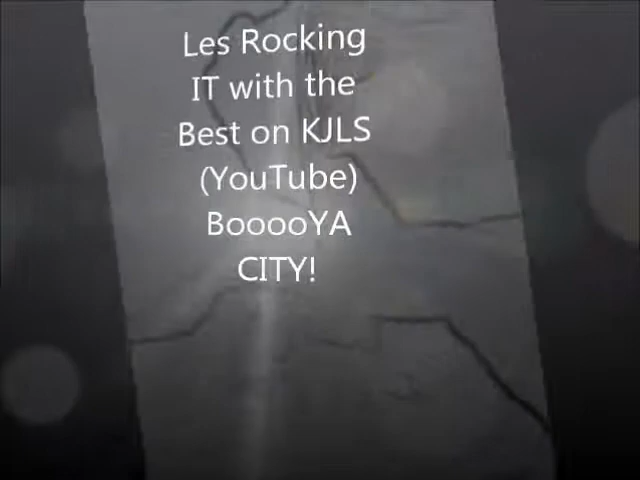 Les Rocking
IT with the
Best on KJLS
(YouTube)
BooooYA
CITY!